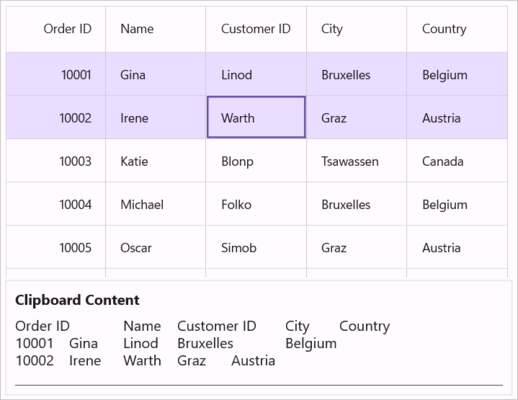 Order ID Name Customer ID City Country
10001 Gina Linod Bruxelles Belgium
10002 Irene Warth Graz Austria
10003 Katie Blonp Tsawassen Canada
10004 Michael Folko Bruxelles Belgium
10005 Oscar Simob Graz Austria
Clipboard Content
Order ID Name Customer ID City Country
10001 Gina Linod Bruxelles Belgium
10002 Irene Warth Graz Austria